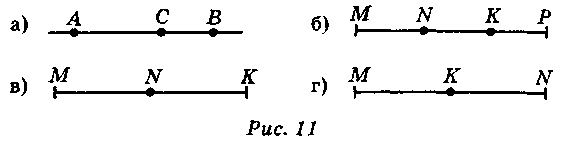 а) A C B б) M N K P
в) M N K г) M K N
Рис. 11